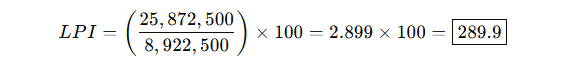 LPI = (25,872,500 / 8,922,500) × 100 = 2.899 × 100 = 289.9